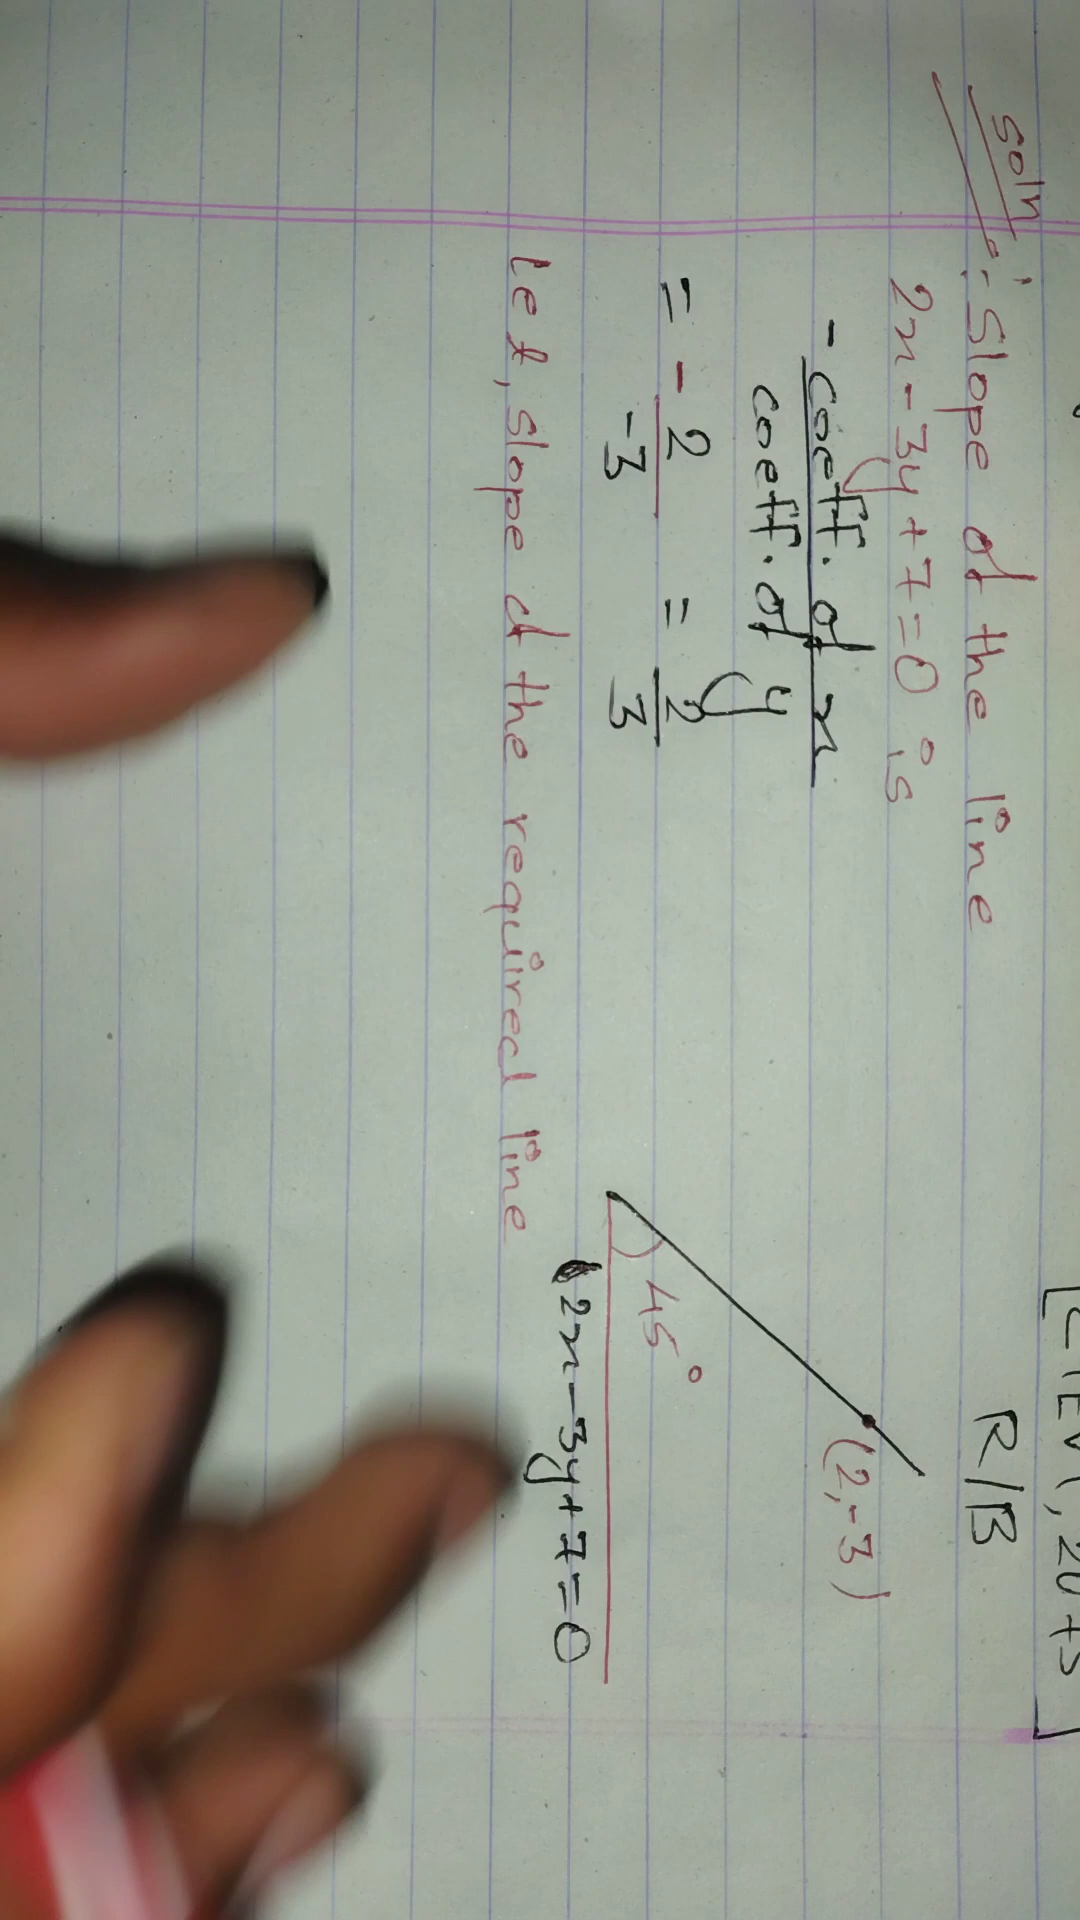 R/B
soln :- Slope of the line
2x - 3y + 7 = 0 is
- coeff. of x
coeff. of y
(2, -3)
= - 2/-3 = 2/3
45°
2x - 3y + 7 = 0
Let, slope of the required line